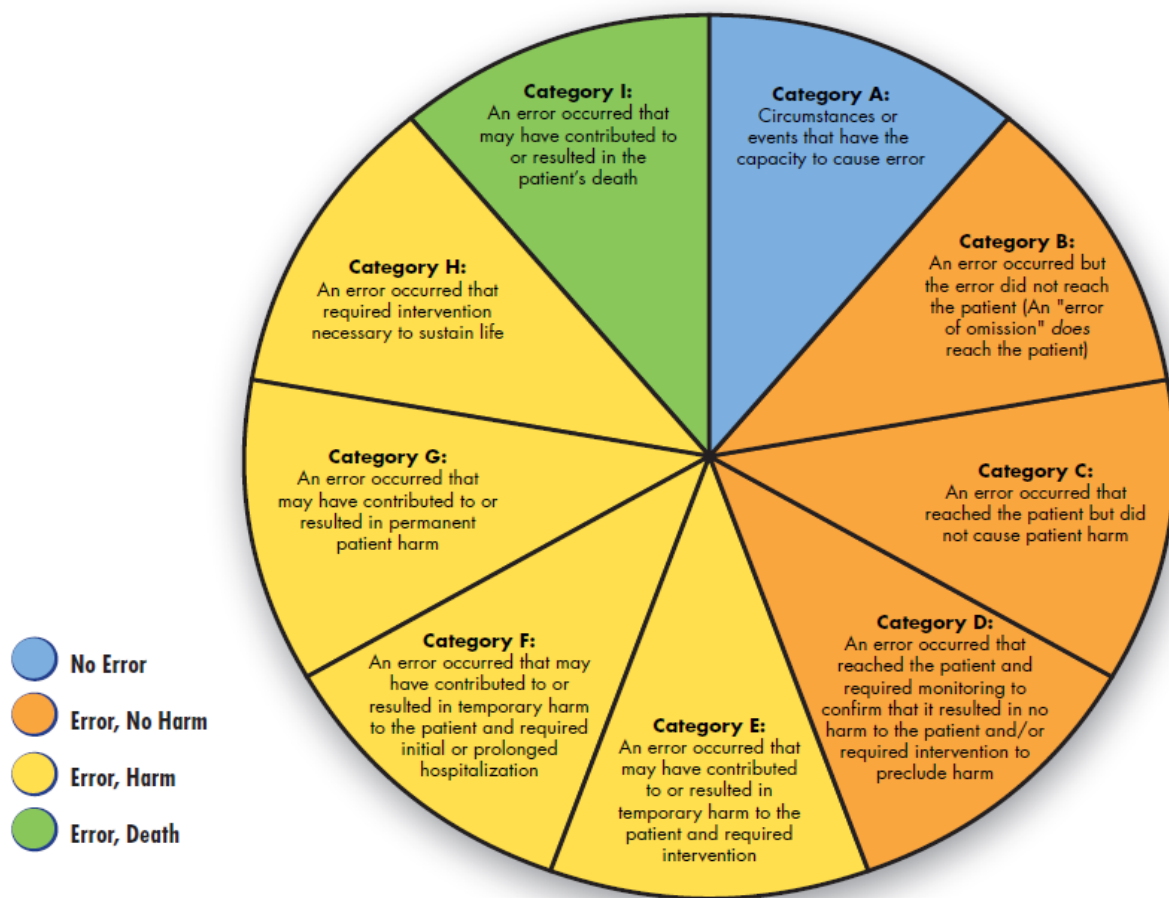 Category A:
Circumstances or
events that have the
capacity to cause error
Category B:
An error occurred but
the error did not reach
the patient (An "error
of omission" does
reach the patient)
Category C:
An error occurred that
reached the patient but did
not cause patient harm
Category D:
An error occurred that
reached the patient and
required monitoring to
confirm that it resulted in no
harm to the patient and/or
required intervention to
preclude harm
Category E:
An error occurred that
may have contributed
to or resulted in
temporary harm to the
patient and required
intervention
Category F:
An error occurred that may
have contributed to or
resulted in temporary harm
to the patient and required
initial or prolonged
hospitalization
Category G:
An error occurred that
may have contributed to or
resulted in permanent
patient harm
Category H:
An error occurred that
required intervention
necessary to sustain life
Category I:
An error occurred that
may have contributed to
or resulted in the
patient’s death
No Error
Error, No Harm
Error, Harm
Error, Death